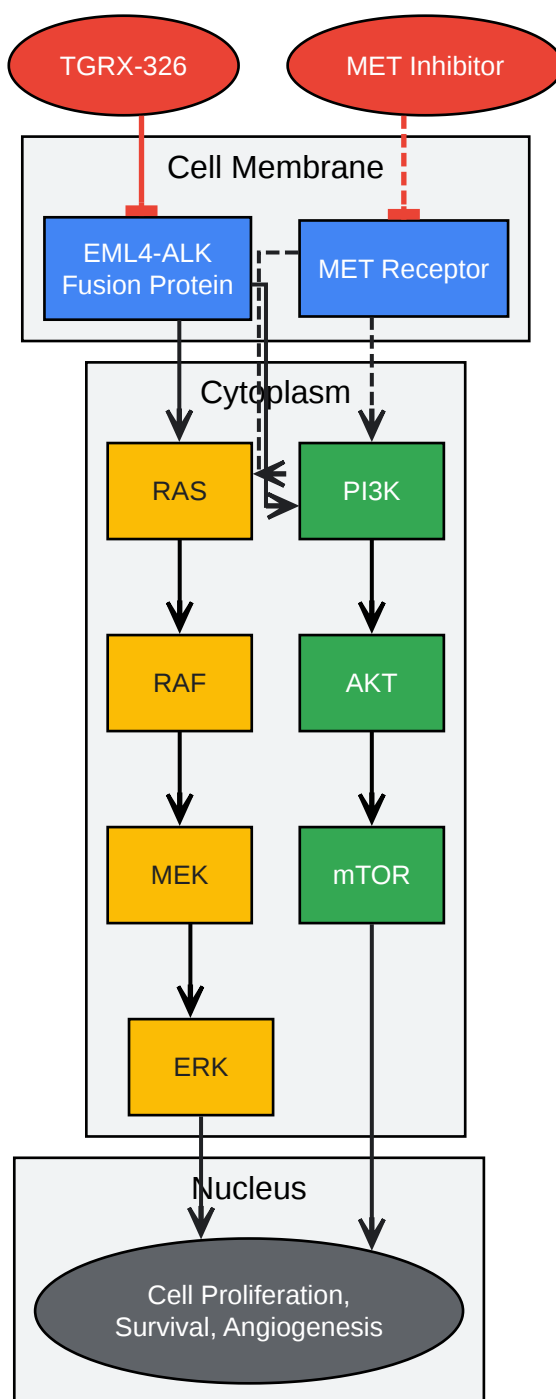 TGRX-326
MET Inhibitor
Cell Membrane
EML4-ALK
Fusion Protein
MET Receptor
Cytoplasm
RAS
PI3K
RAF
AKT
MEK
mTOR
ERK
Nucleus
Cell Proliferation,
Survival, Angiogenesis